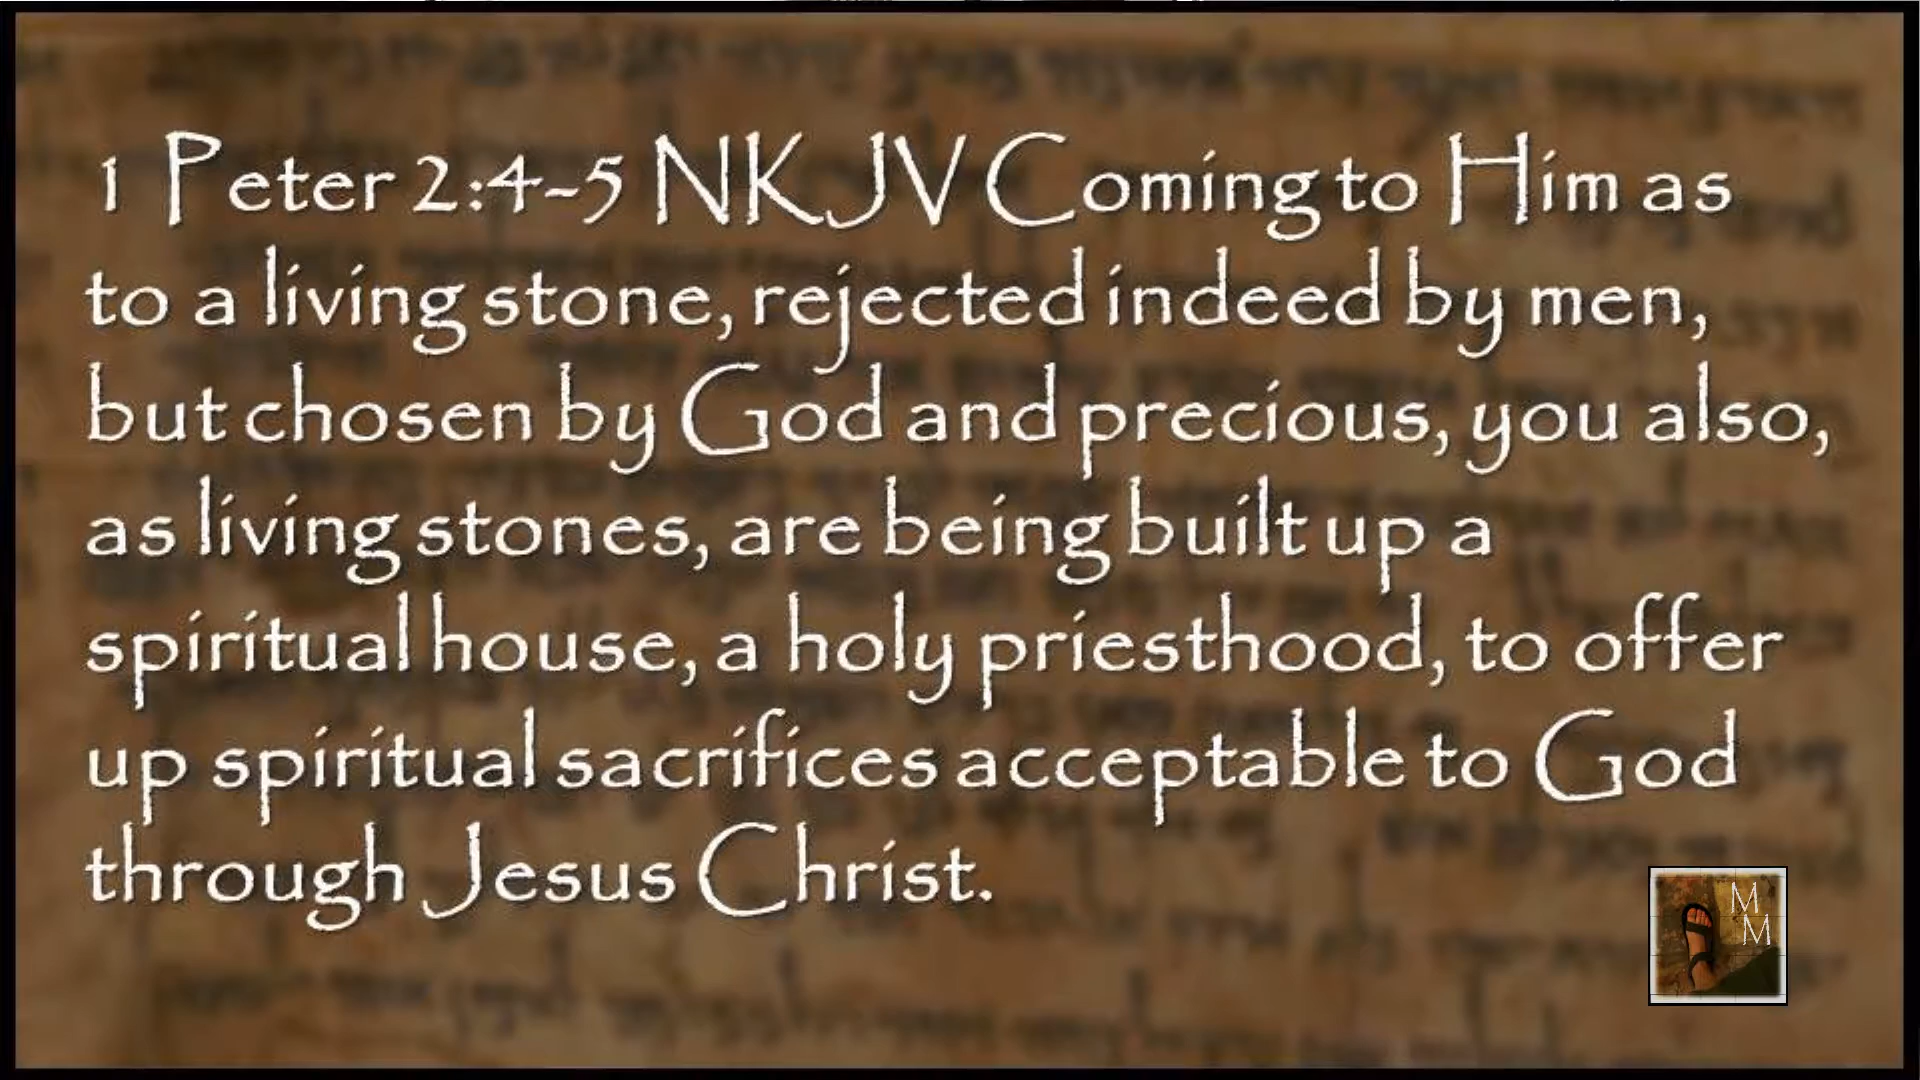 1 Peter 2:4-5 NKJV Coming to Him as
to a living stone, rejected indeed by men,
but chosen by God and precious, you also,
as living stones, are being built up a
spiritual house, a holy priesthood, to offer
up spiritual sacrifices acceptable to God
through Jesus Christ.
M
M